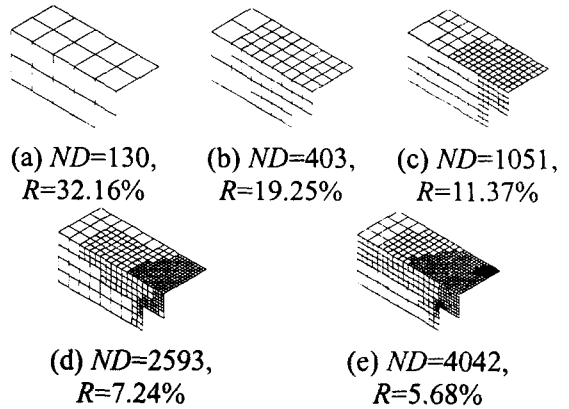 (a) ND=130,
R=32.16%
(b) ND=403,
R=19.25%
(c) ND=1051,
R=11.37%
(d) ND=2593,
R=7.24%
(e) ND=4042,
R=5.68%